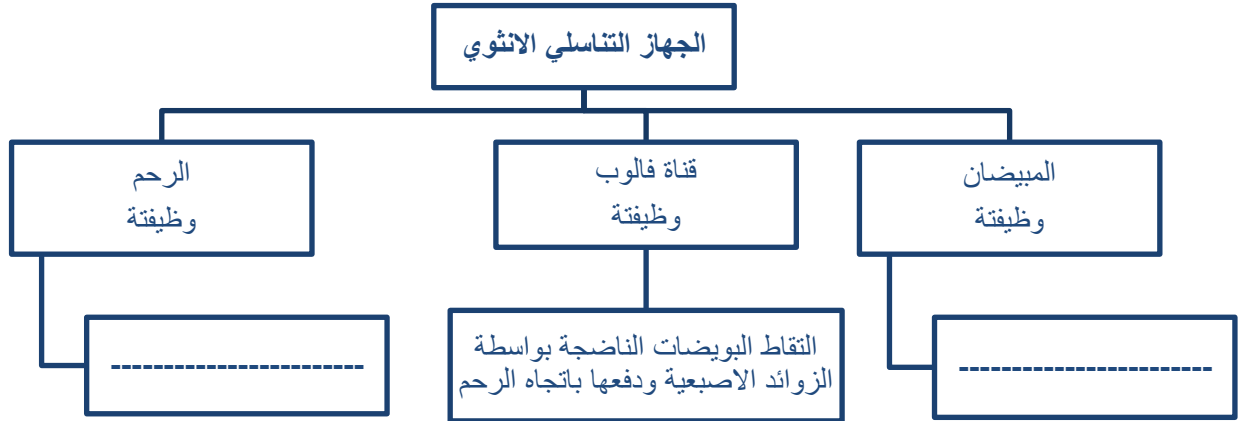 الجهاز التناسلي الانثوي
المبيضان
وظيفتة
قناة فالوب
وظيفتة
الرحم
وظيفتة
-------------------------
التقاط البويضات الناضجة بواسطة
الزوائد الاصبعية ودفعها باتجاه الرحم
-------------------------